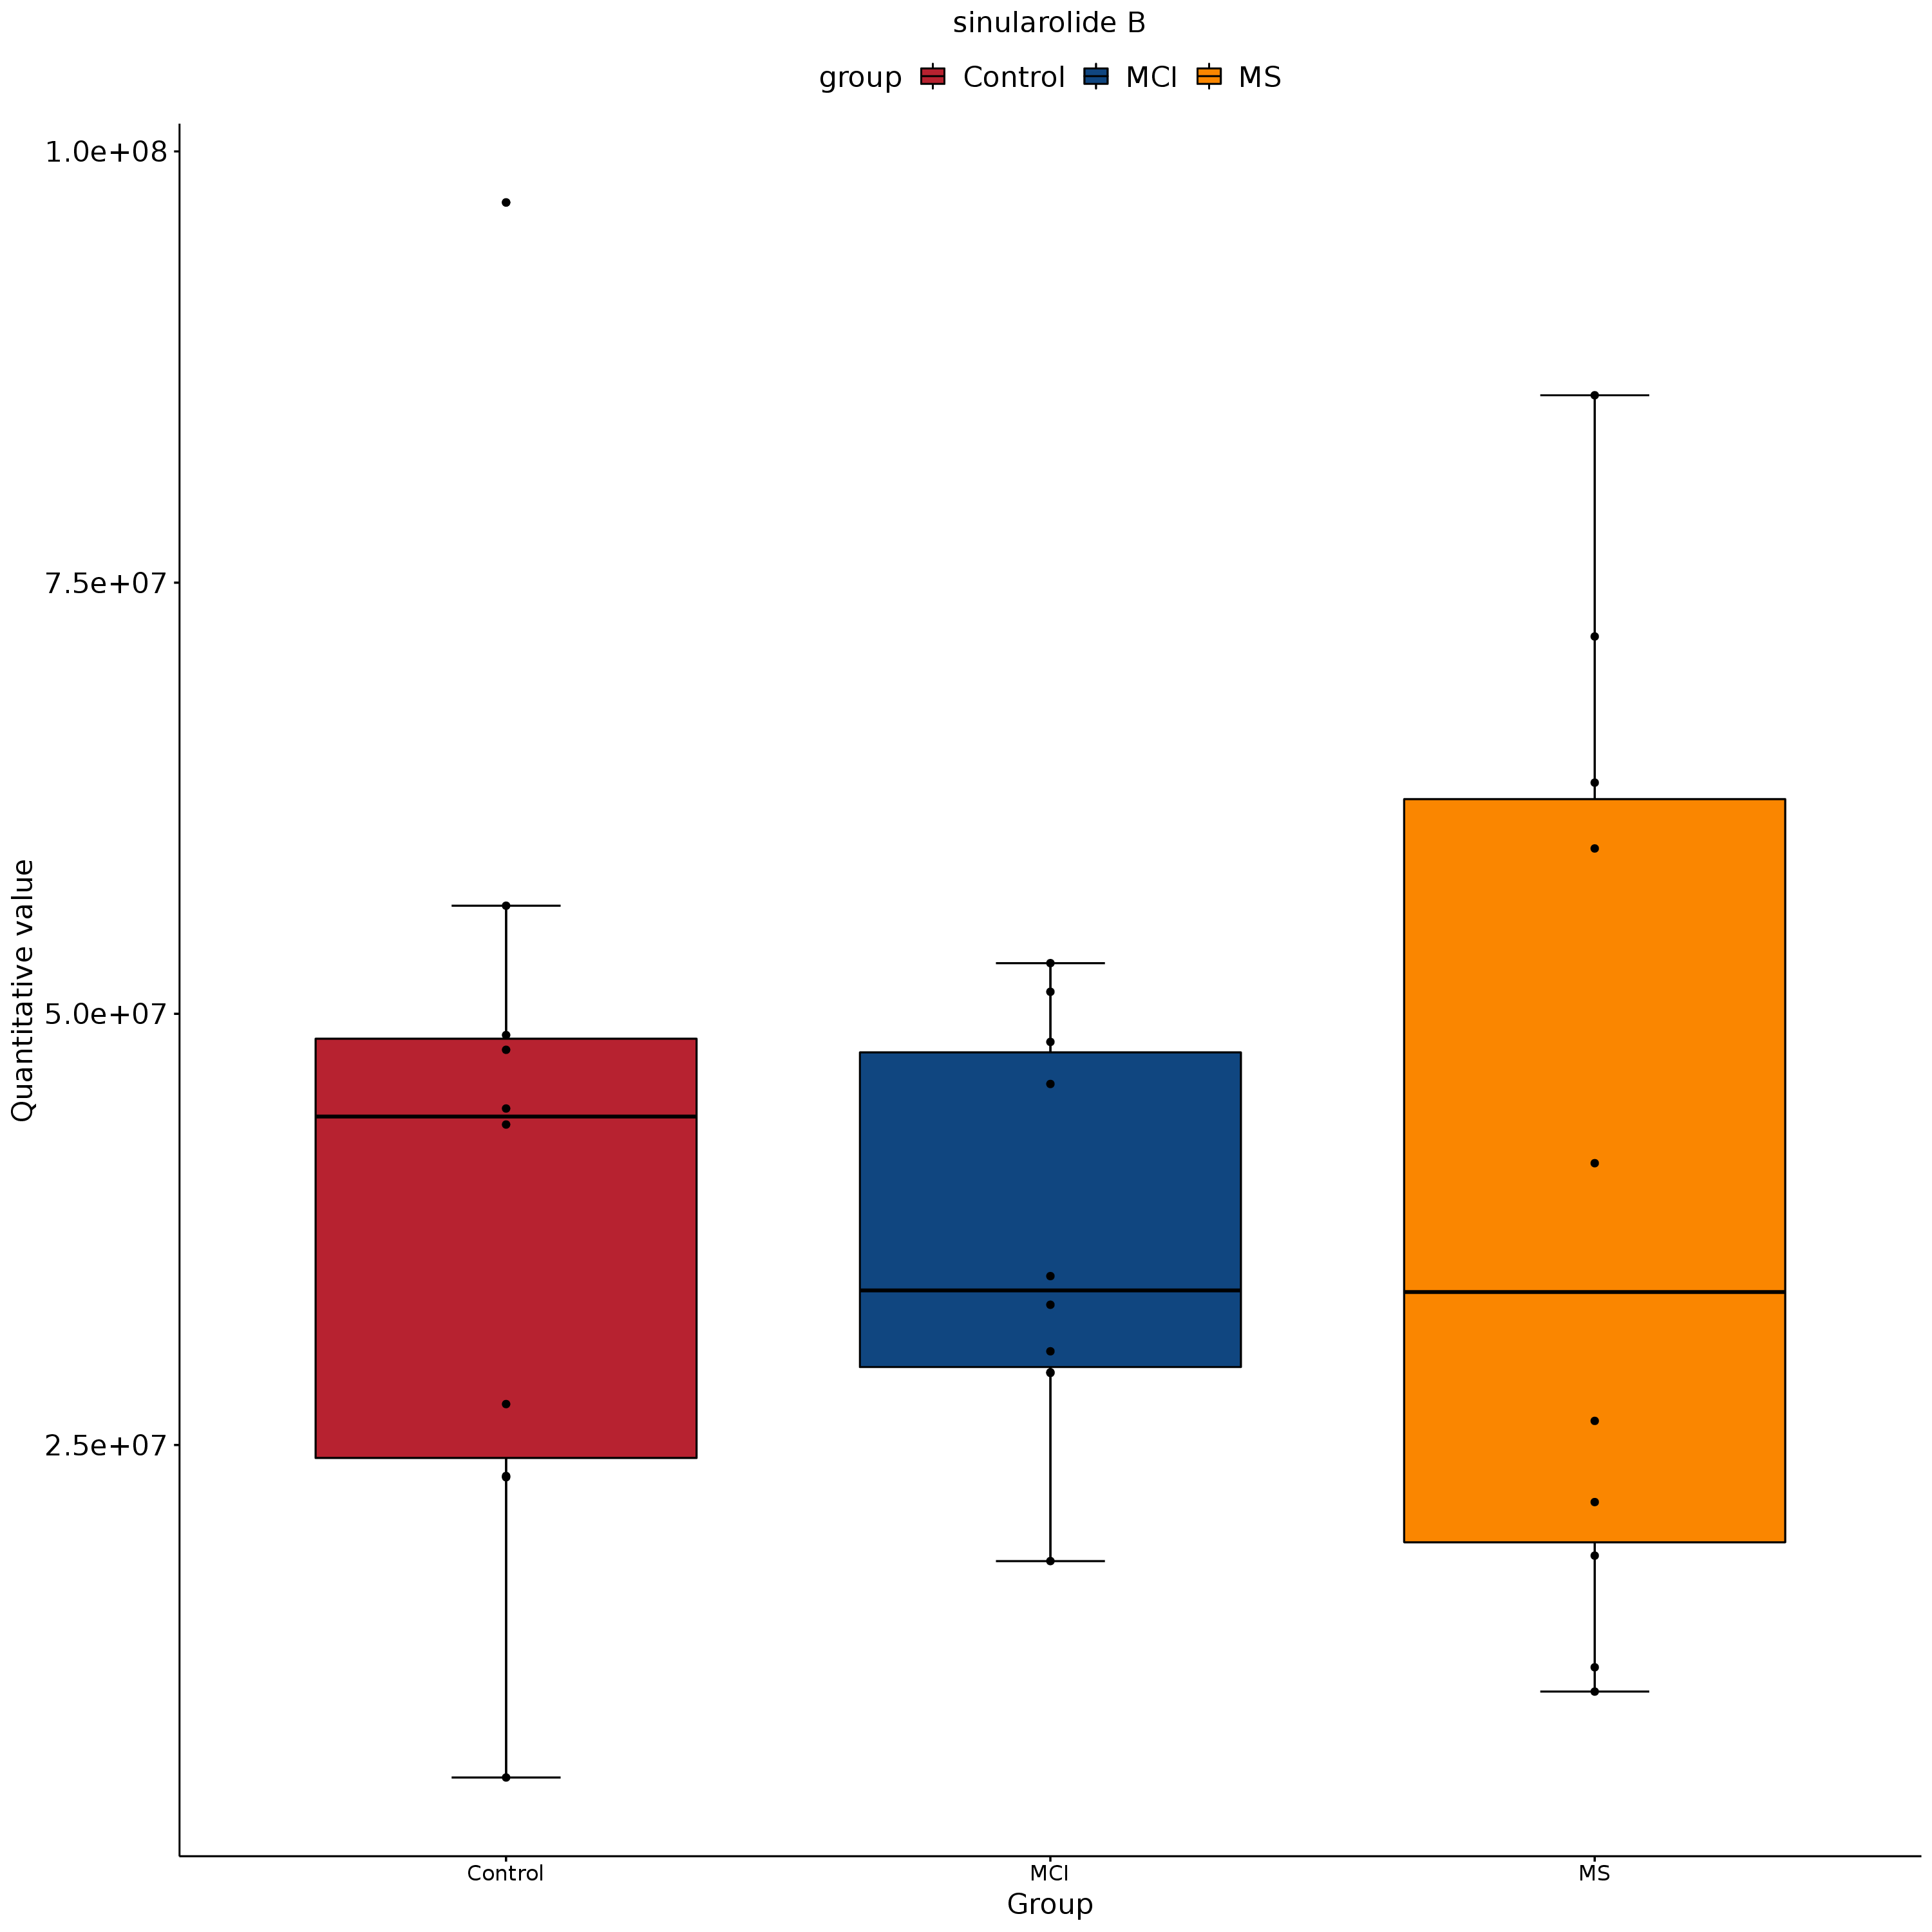 sinularolide B
group Control MCI MS
1.0e+08
7.5e+07
5.0e+07
2.5e+07
Quantitative value
Control MCI MS
Group